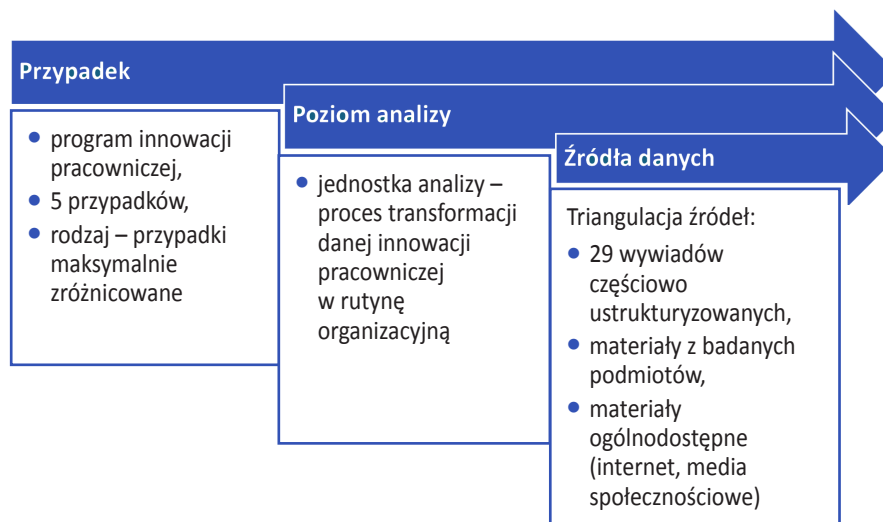 Przypadek
• program innowacji
pracowniczej,
• 5 przypadków,
• rodzaj – przypadki
maksymalnie
zróżnicowane
Poziom analizy
• jednostka analizy –
proces transformacji
danej innowacji
pracowniczej
w rutynę
organizacyjną
Źródła danych
Triangulacja źródeł:
• 29 wywiadów
częściowo
ustrukturyzowanych,
• materiały z badanych
podmiotów,
• materiały
ogólnodostępne
(internet, media
społecznościowe)